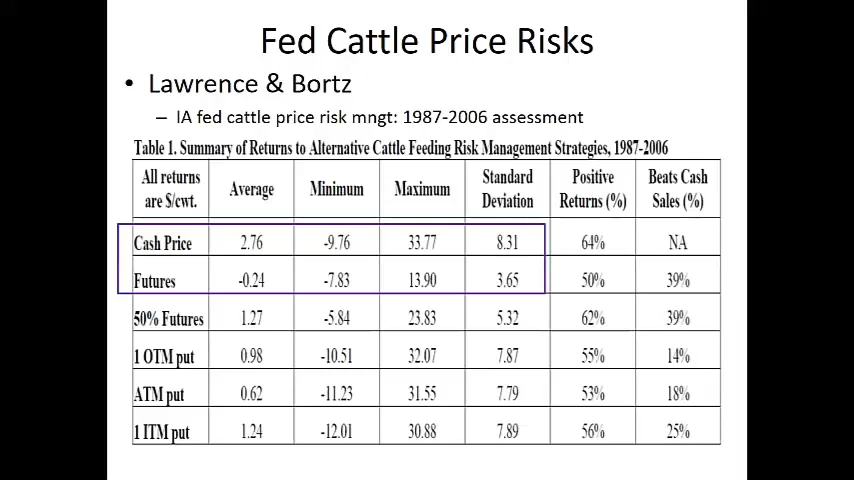 Fed Cattle Price Risks
• Lawrence & Bortz
– IA fed cattle price risk mngt: 1987-2006 assessment
Table 1. Summary of Returns to Alternative Cattle Feeding Risk Management Strategies, 1987-2006
All returns are $/cwt. Average Minimum Maximum Standard Deviation Positive Returns (%) Beats Cash Sales (%)
Cash Price 2.76 -9.76 33.77 8.31 64% NA
Futures -0.24 -7.83 13.90 3.65 50% 39%
50% Futures 1.27 -5.84 23.83 5.32 62% 39%
1 OTM put 0.98 -10.51 32.07 7.87 55% 14%
ATM put 0.62 -11.23 31.55 7.79 53% 18%
1 ITM put 1.24 -12.01 30.88 7.89 56% 25%